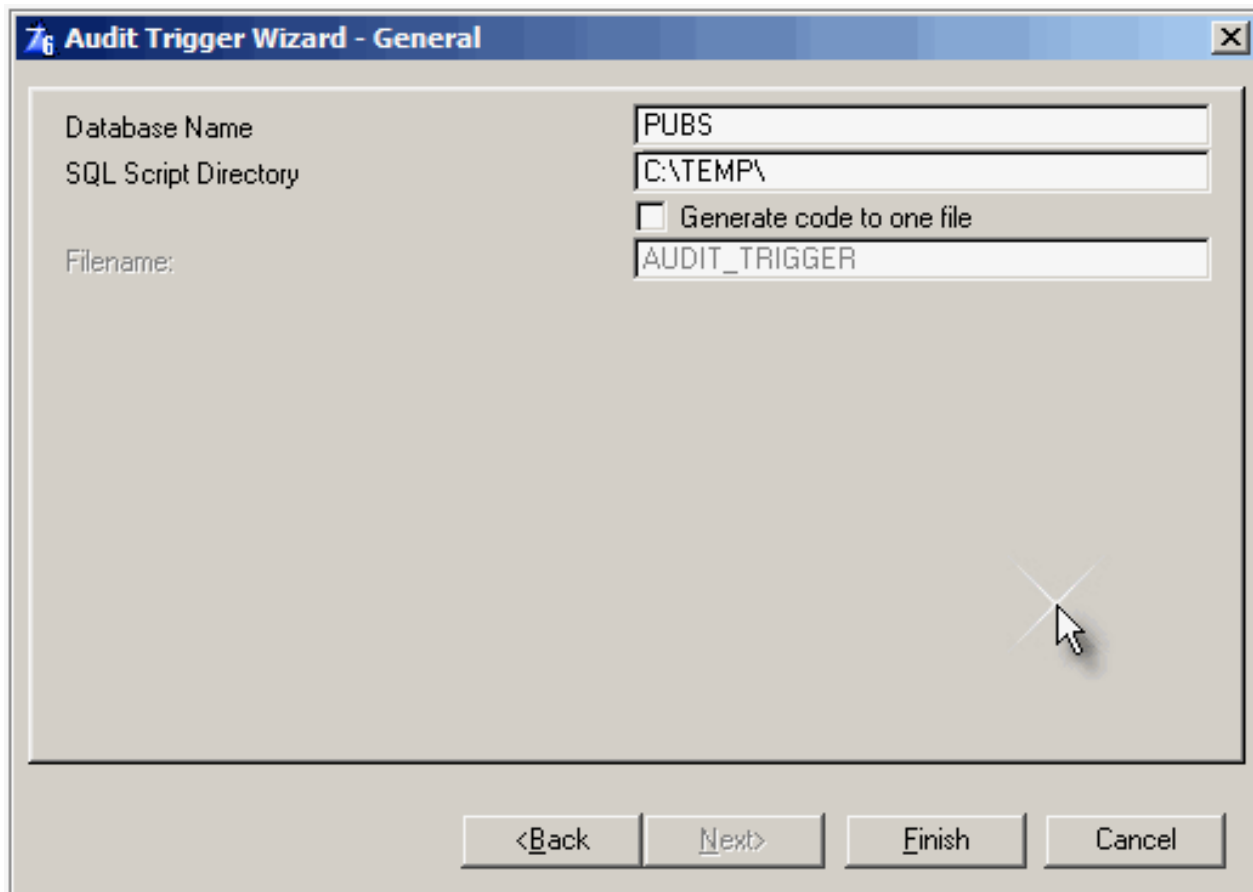 Audit Trigger Wizard - General
Database Name PUBS
SQL Script Directory C:\TEMP\
Generate code to one file
Filename: AUDIT_TRIGGER
<Back Next> Finish Cancel